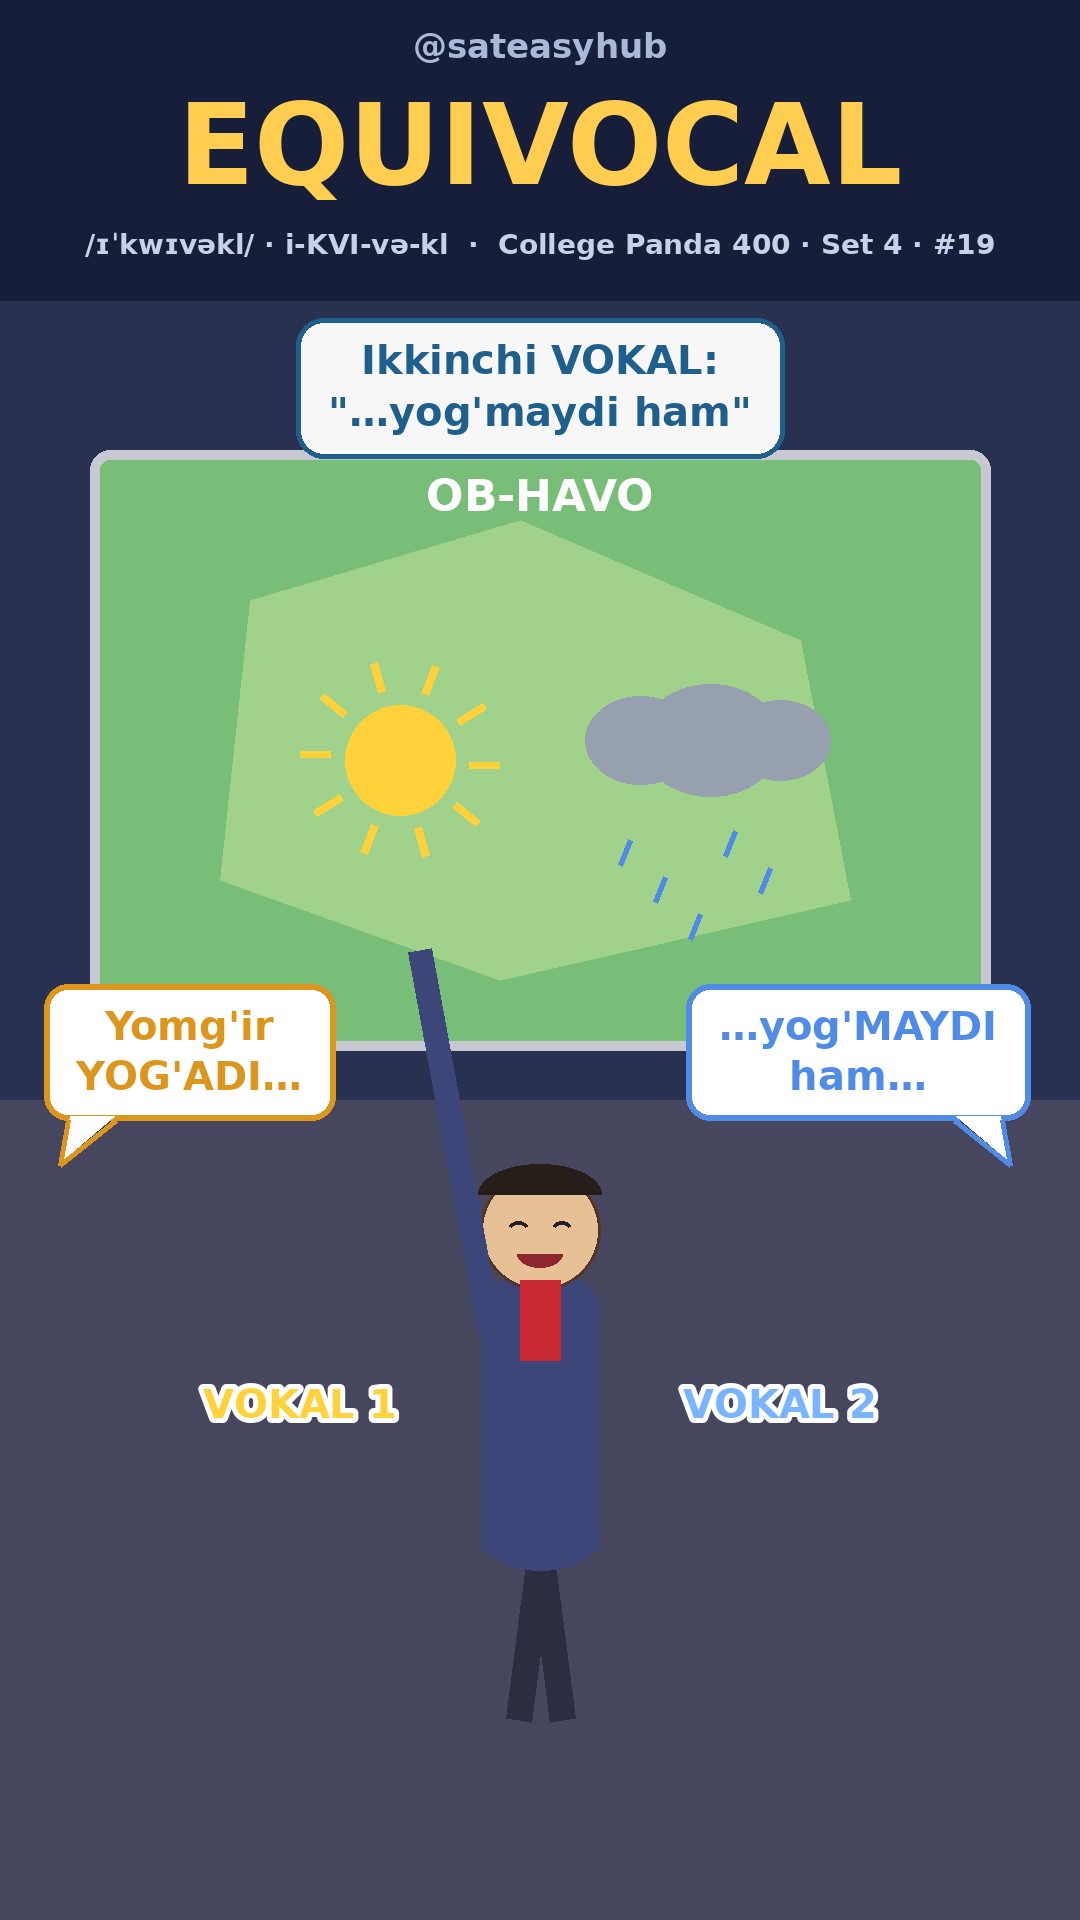 @sateasyhub
EQUIVOCAL
/ɪˈkwɪvəkl/ · i-KVI-və-kl · College Panda 400 · Set 4 · #19
Ikkinchi VOKAL:
"…yog'maydi ham"
OB-HAVO
Yomg'ir
YOG'ADI…
…yog'MAYDI
ham…
VOKAL 1
VOKAL 2